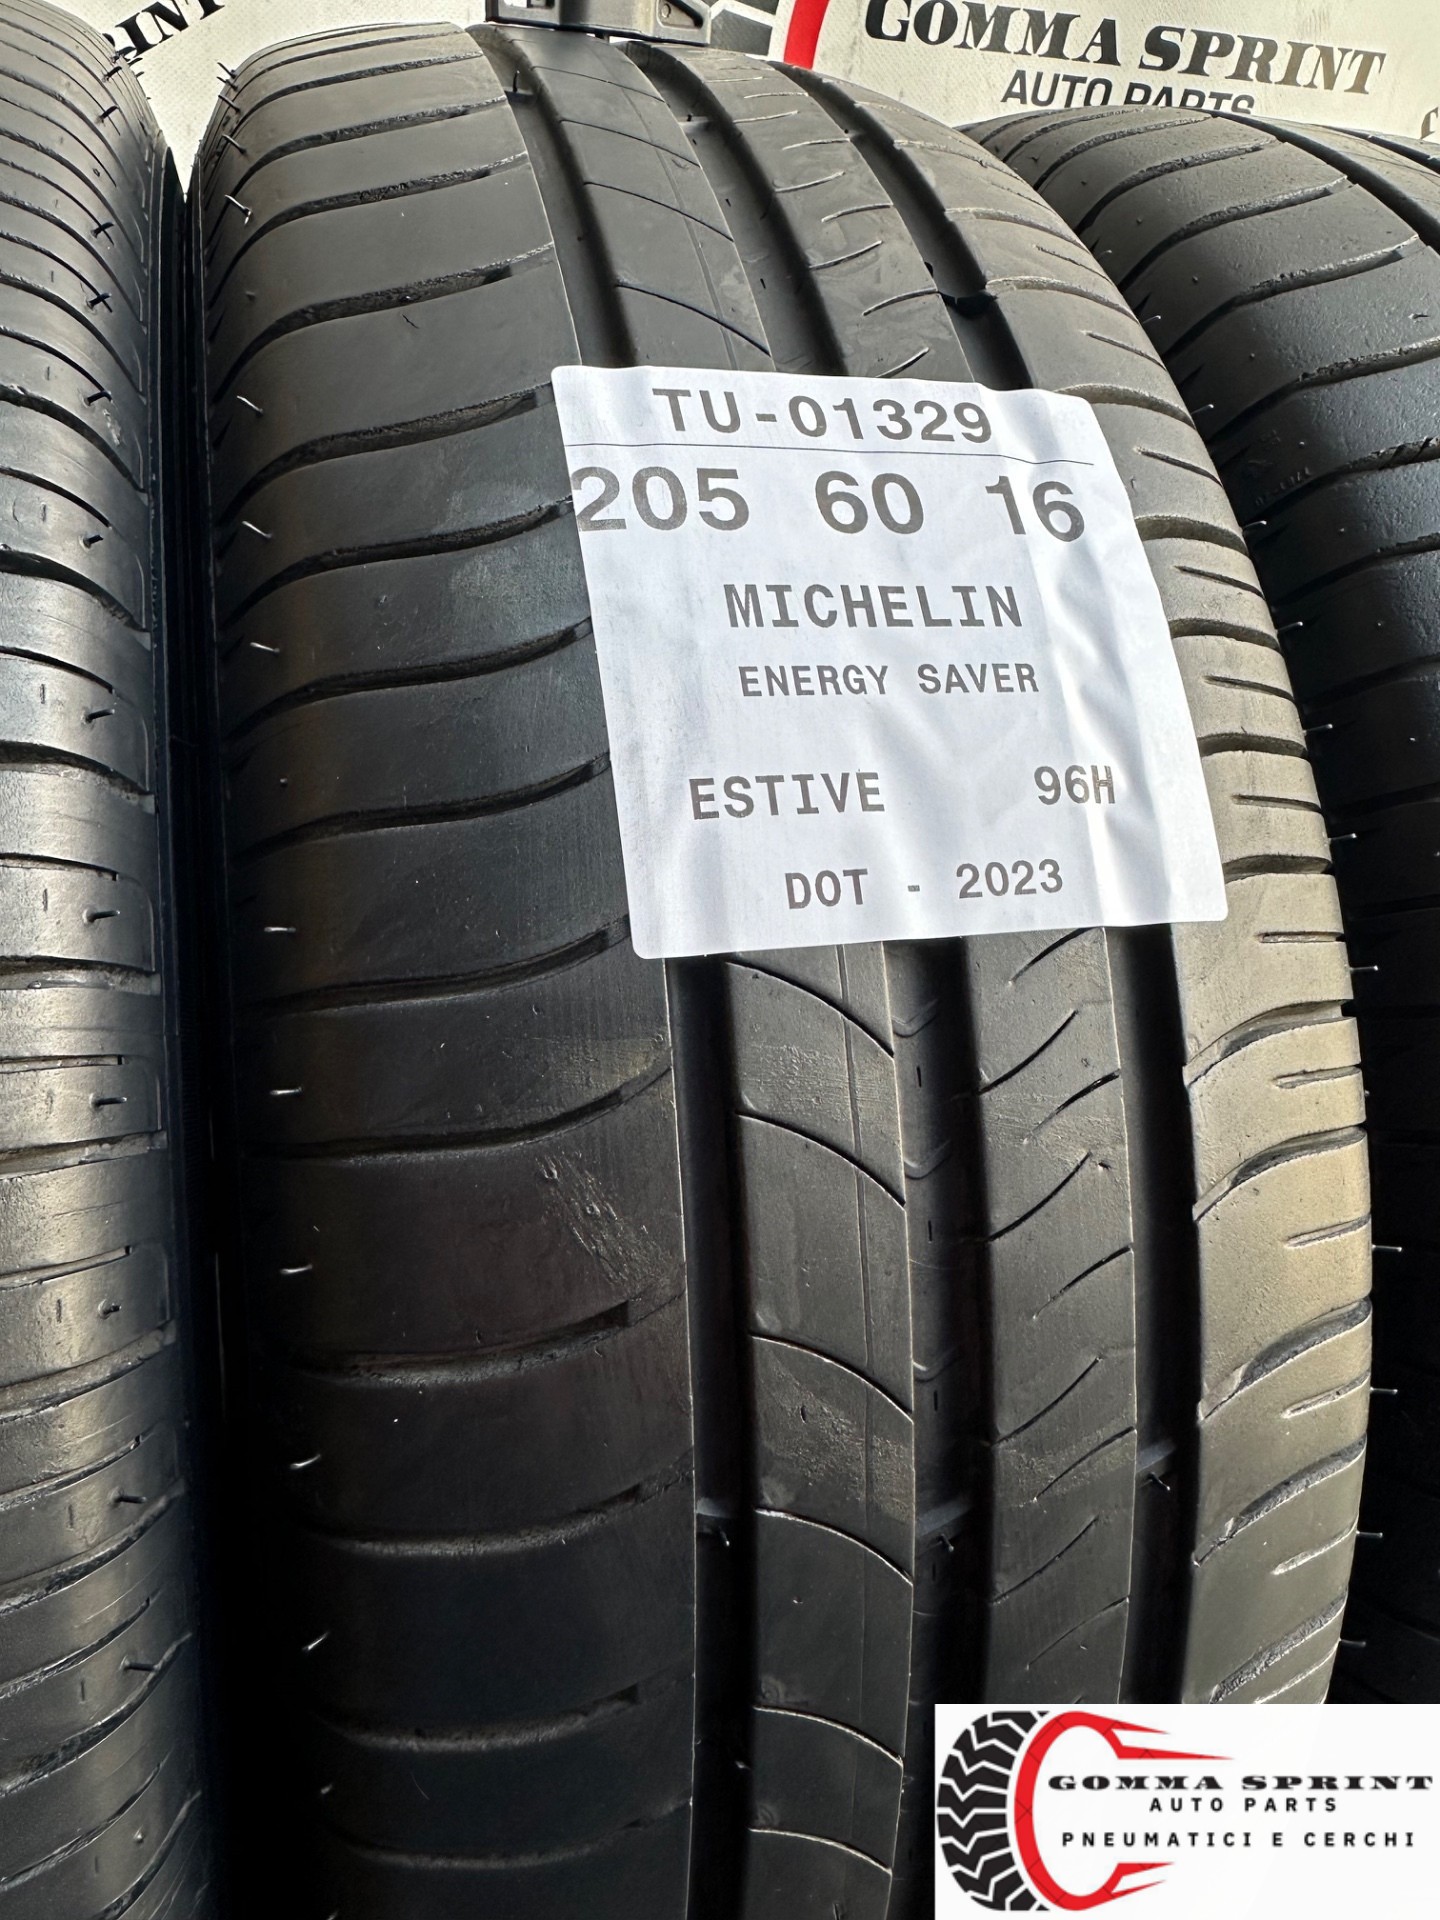 GOMMA SPRINT
AUTO PARTS
TU-01329
205 60 16
MICHELIN
ENERGY SAVER
ESTIVE 96H
DOT - 2023
GOMMA SPRINT
AUTO PARTS
PNEUMATICI E CERCHI